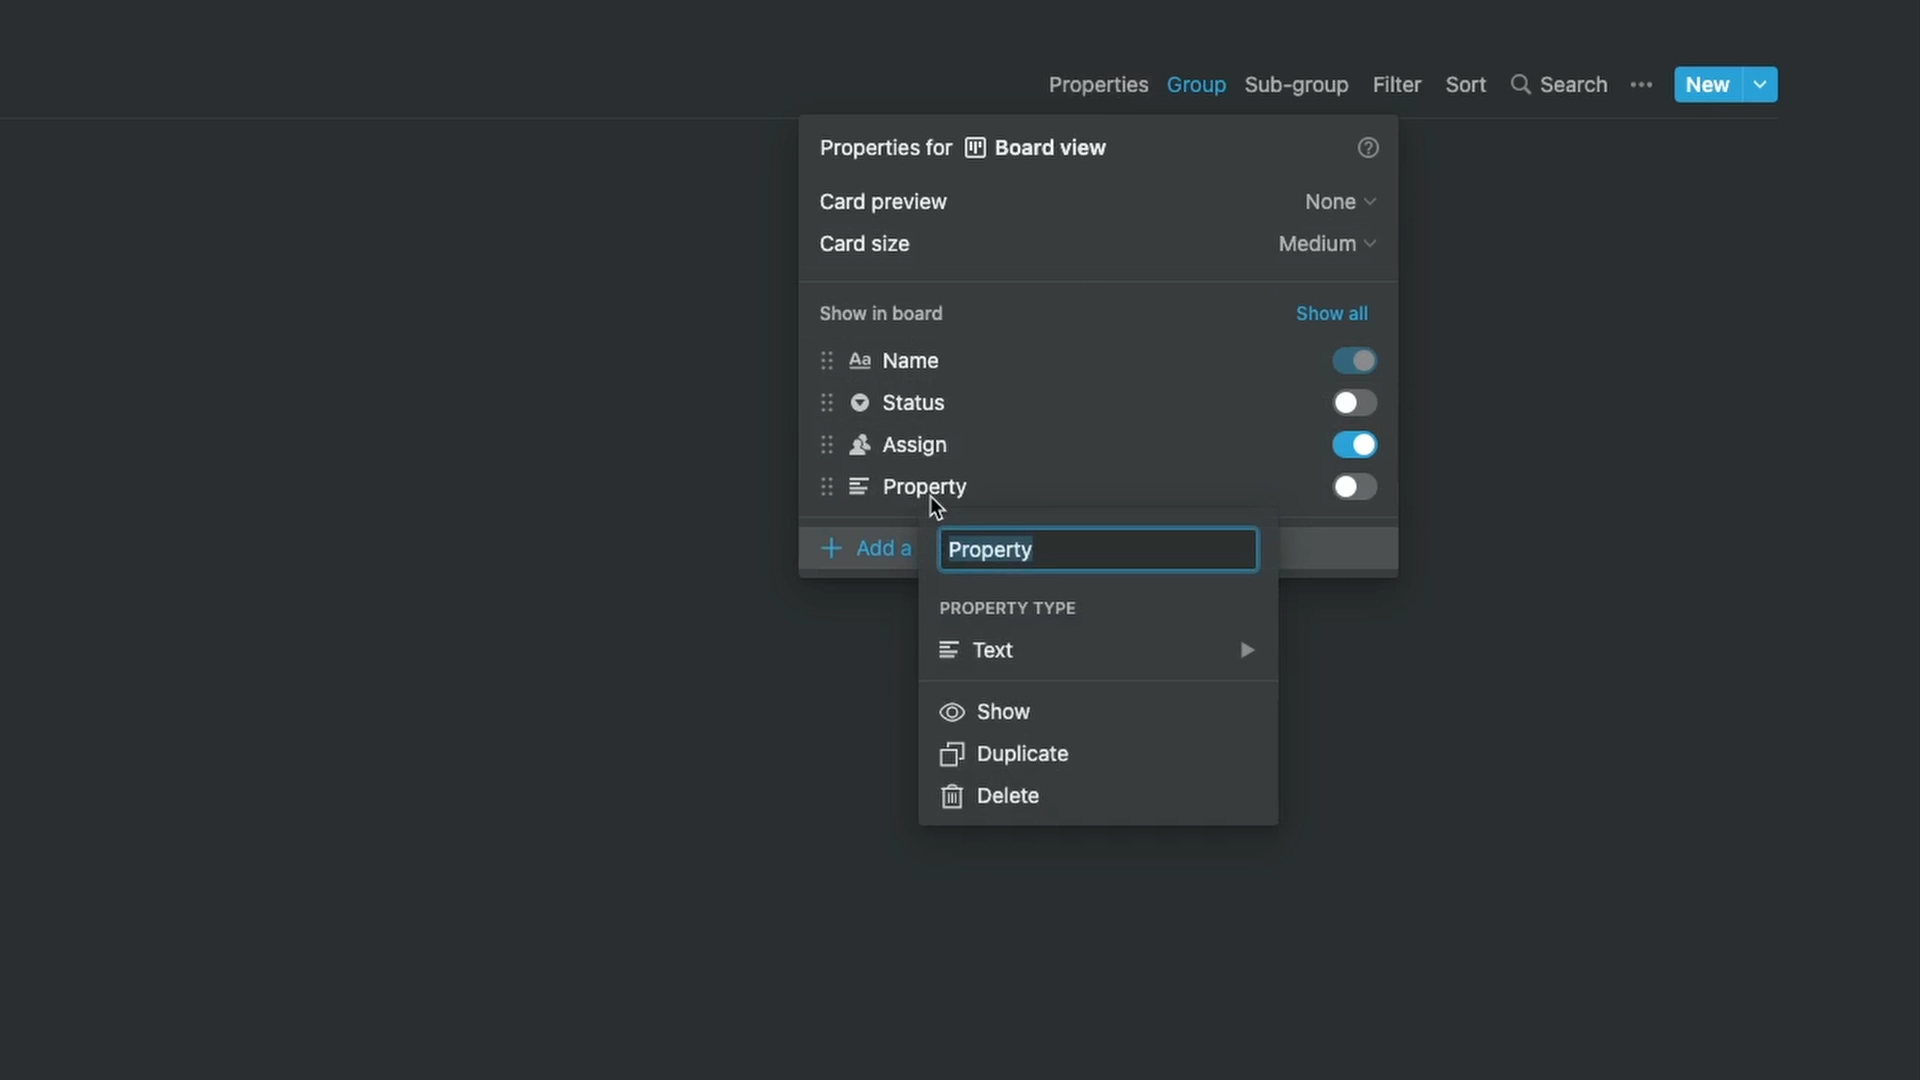 Properties Group Sub-group Filter Sort Search ••• New
Properties for Board view
Card preview None
Card size Medium
Show in board Show all
Aa Name
Status
Assign
Property
+ Add a
Property
PROPERTY TYPE
Text
Show
Duplicate
Delete